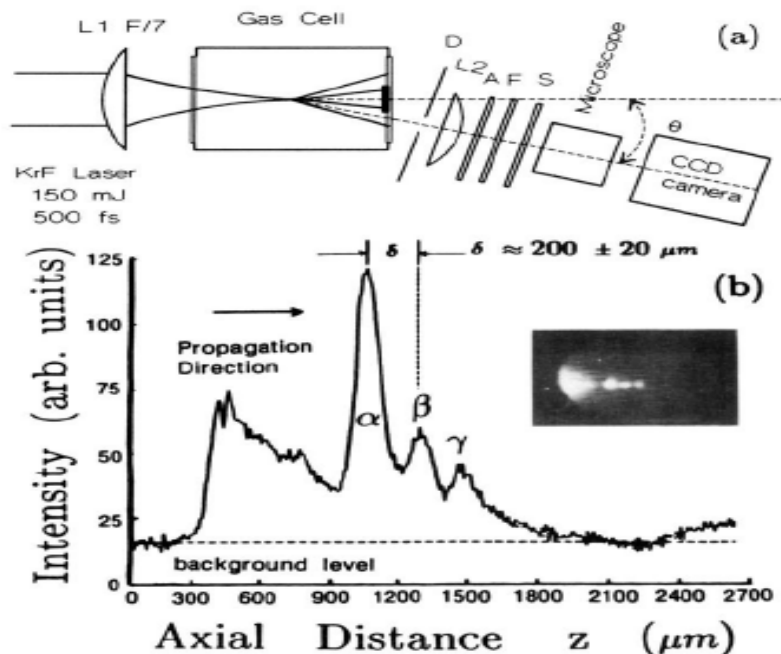 L1 F/7
Gas Cell
(a)
D
L2
A F S
Microscope
θ
CCD
camera
KrF Laser
150 mJ
500 fs
δ
δ ≈ 200 ± 20 μm
(b)
Intensity (arb. units)
125
100
75
50
25
0
Propagation
Direction
α
β
γ
background level
0 300 600 900 1200 1500 1800 2100 2400 2700
Axial Distance z (μm)